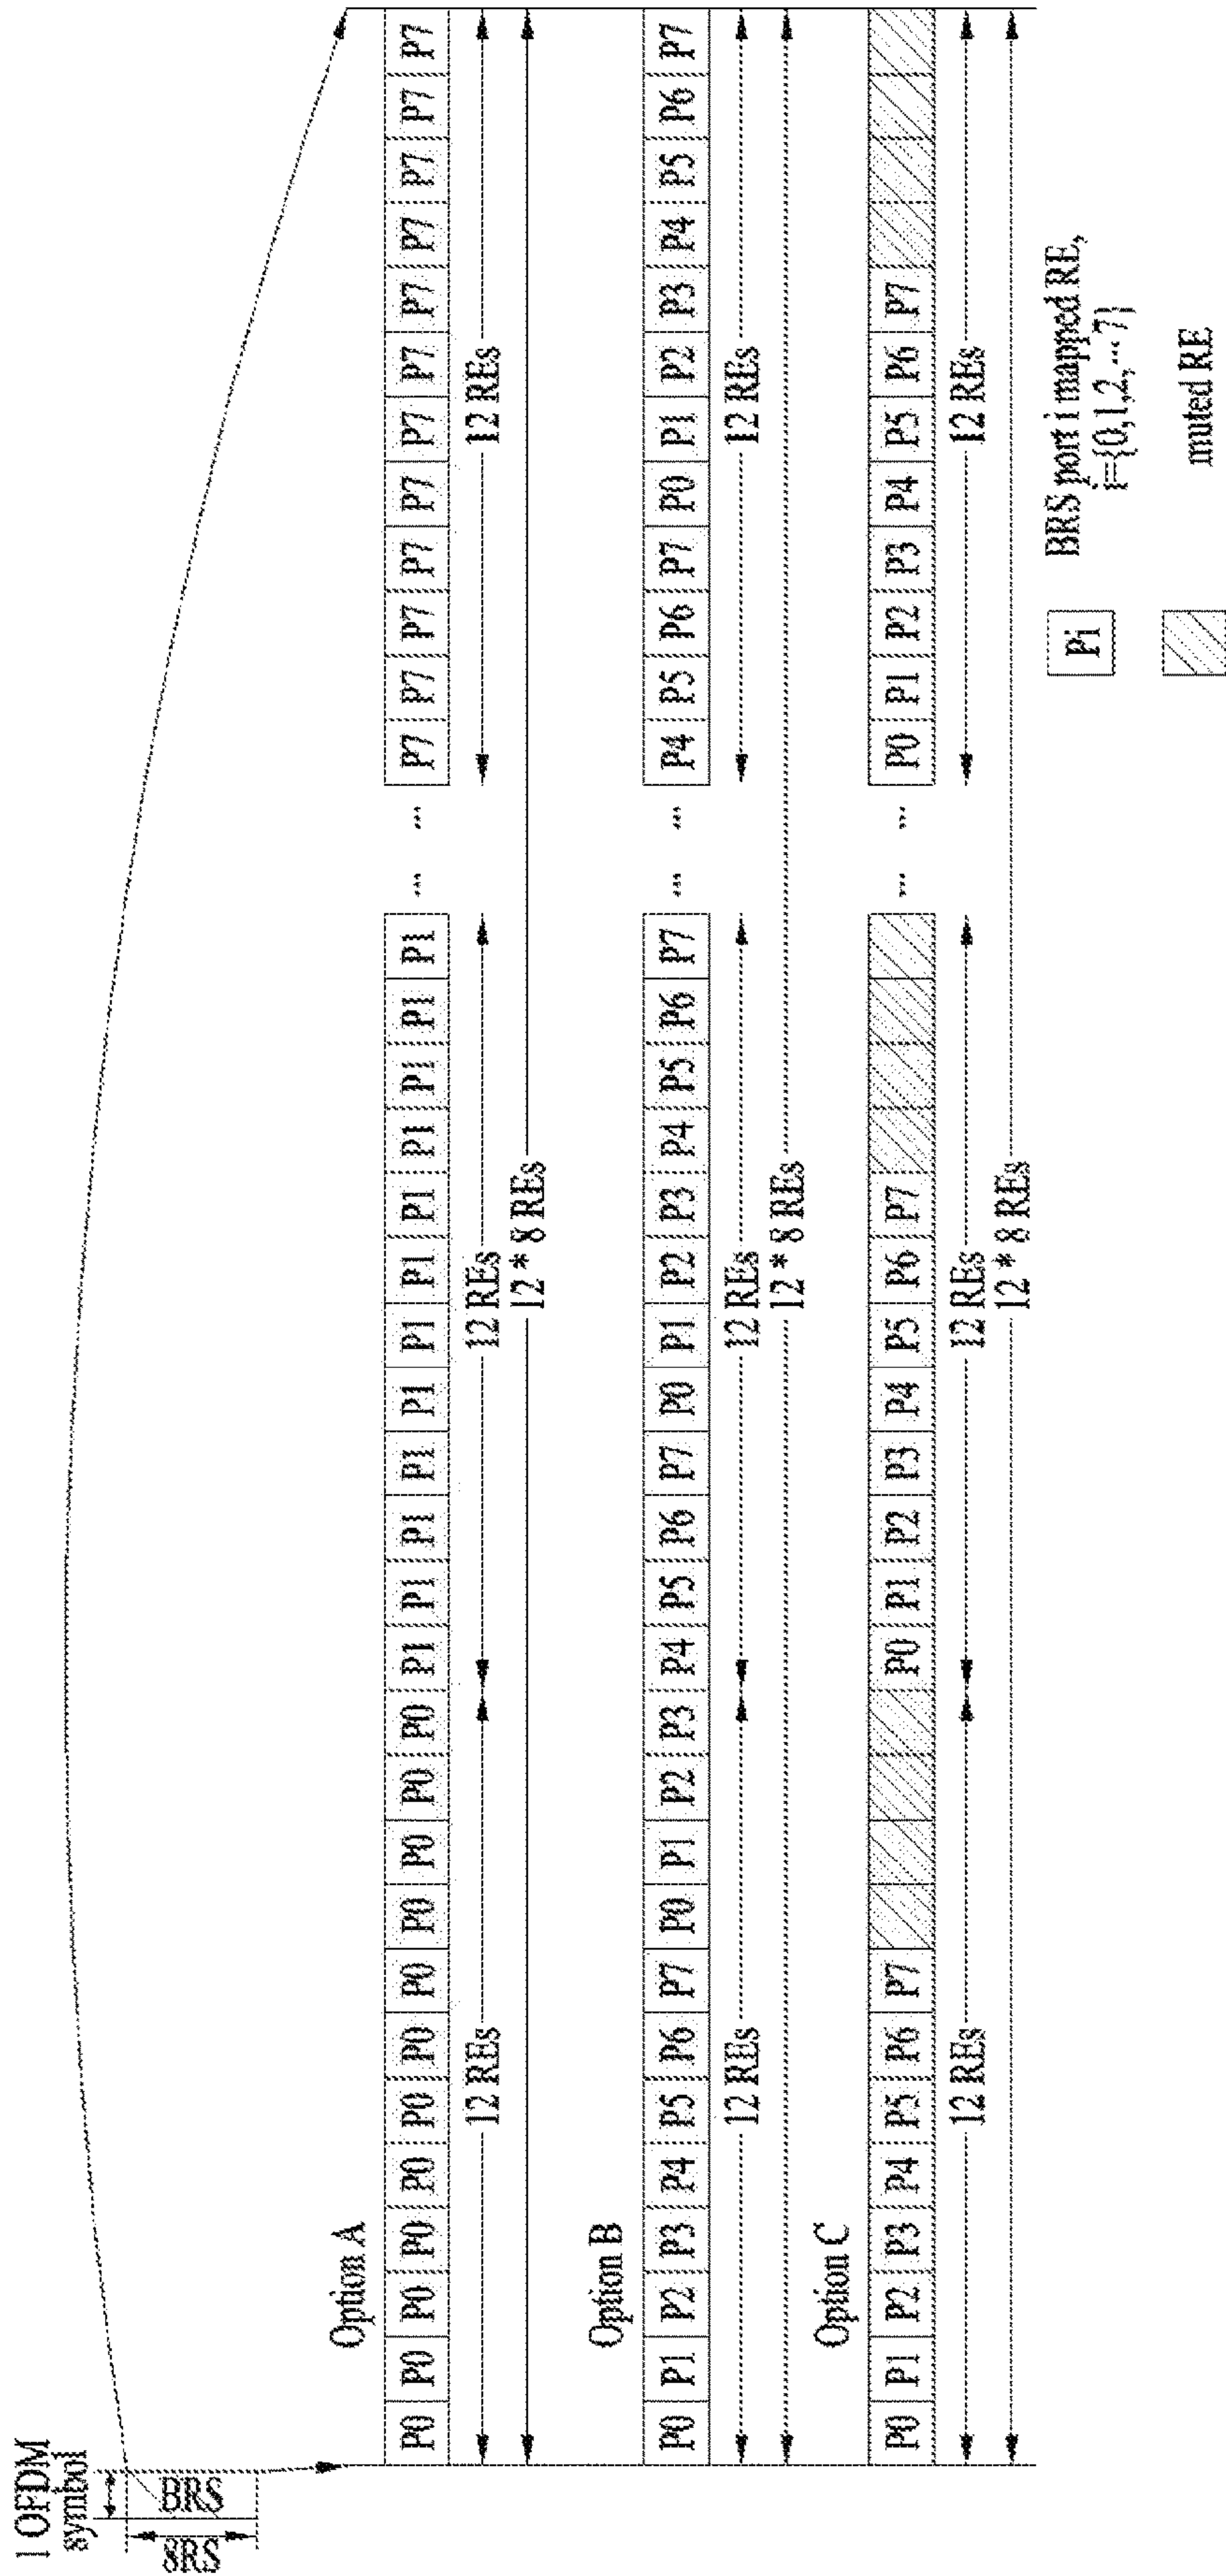 1 OFDM
symbol
BRS
8RS
Option A
P0 P0 P0 P0 P0 P0 P0 P0 P0 P0 P0 P0 P1 P1 P1 P1 P1 P1 P1 P1 P1 P1 P1 P1 ... ... P7 P7 P7 P7 P7 P7 P7 P7 P7 P7 P7 P7
12 REs 12 REs 12 REs
12 * 8 REs
Option B
P0 P1 P2 P3 P4 P5 P6 P7 P0 P1 P2 P3 P4 P5 P6 P7 P0 P1 P2 P3 P4 P5 P6 P7 ... ... P4 P5 P6 P7 P0 P1 P2 P3 P4 P5 P6 P7
12 REs 12 REs 12 REs
12 * 8 REs
Option C
P0 P1 P2 P3 P4 P5 P6 P7 P0 P1 P2 P3 P4 P5 P6 P7 ... ... P0 P1 P2 P3 P4 P5 P6 P7
12 REs 12 REs 12 REs
12 * 8 REs
Pi BRS port i mapped RE,
i={0,1,2,...7}
muted RE